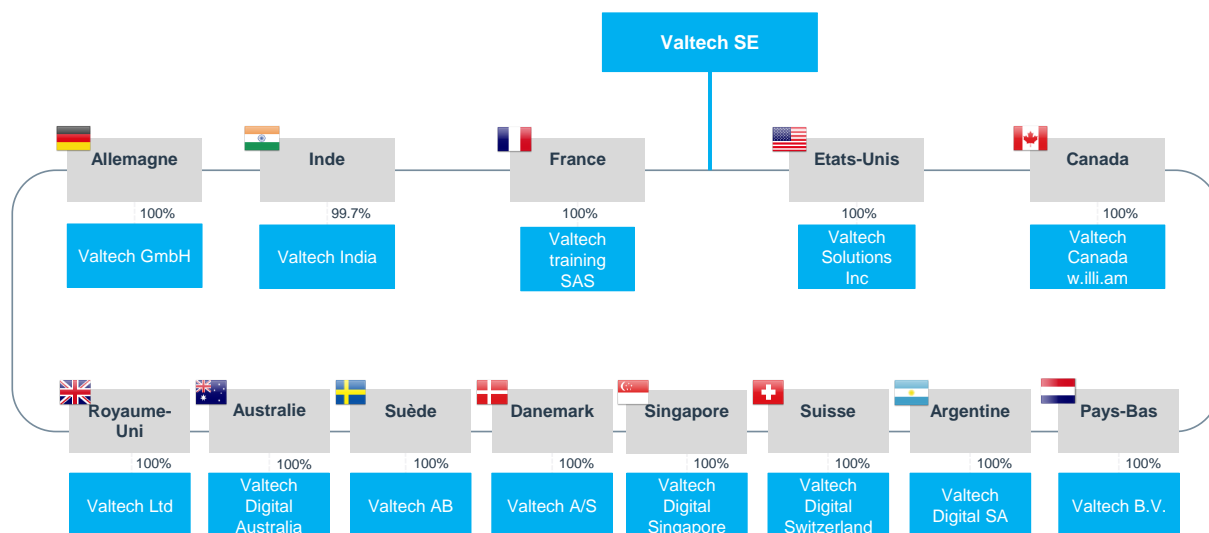 Valtech SE
Allemagne
Inde
France
Etats-Unis
Canada
100%
99.7%
100%
100%
100%
Valtech GmbH
Valtech India
Valtech
training
SAS
Valtech
Solutions
Inc
Valtech
Canada
w.illi.am
Royaume-
Uni
Australie
Suède
Danemark
Singapore
Suisse
Argentine
Pays-Bas
100%
100%
100%
100%
100%
100%
100%
100%
Valtech Ltd
Valtech
Digital
Australia
Valtech AB
Valtech A/S
Valtech
Digital
Singapore
Valtech
Digital
Switzerland
Valtech
Digital SA
Valtech B.V.